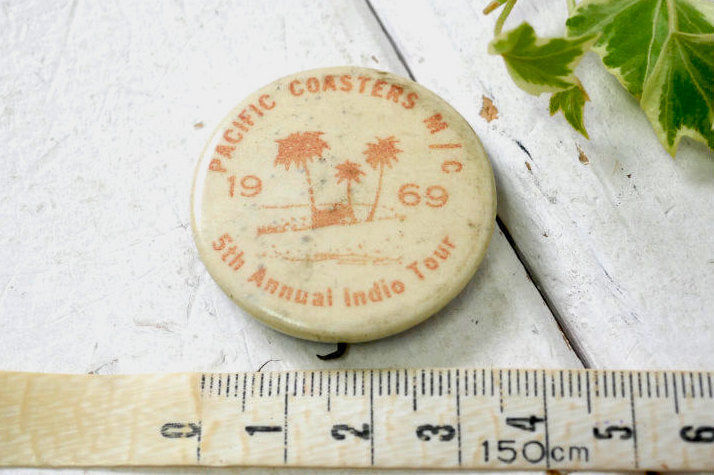 PACIFIC COASTERS M/C
19 69
5th Annual Indio Tour
0 1 2 3 4 5 6
150cm